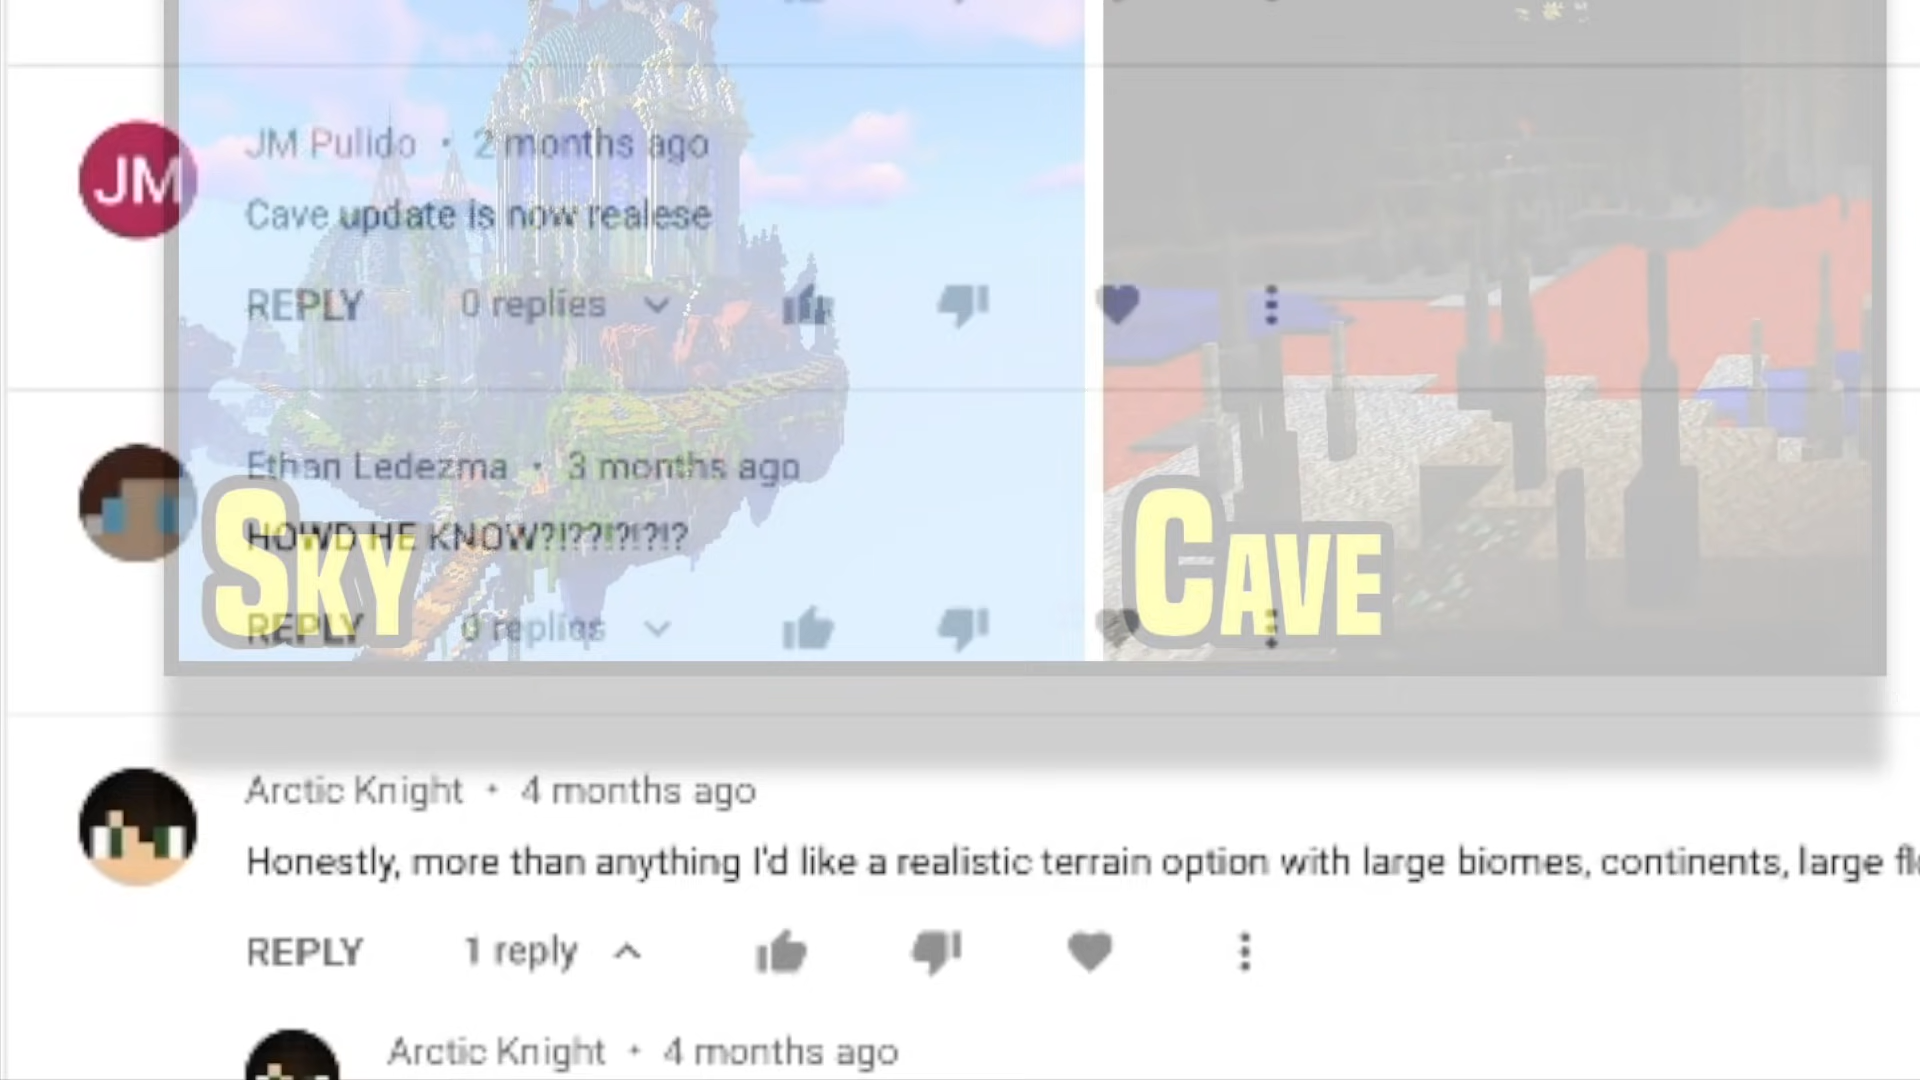 JM
JM Pulido • 2 months ago
Cave update is now realese
REPLY 0 replies
Ethan Ledezma • 3 months ago
HOWD HE KNOW?!??!?!?!?
REPLY 0 replies
Sky
Cave
Arctic Knight • 4 months ago
Honestly, more than anything I'd like a realistic terrain option with large biomes, continents, large
REPLY 1 reply
Arctic Knight • 4 months ago